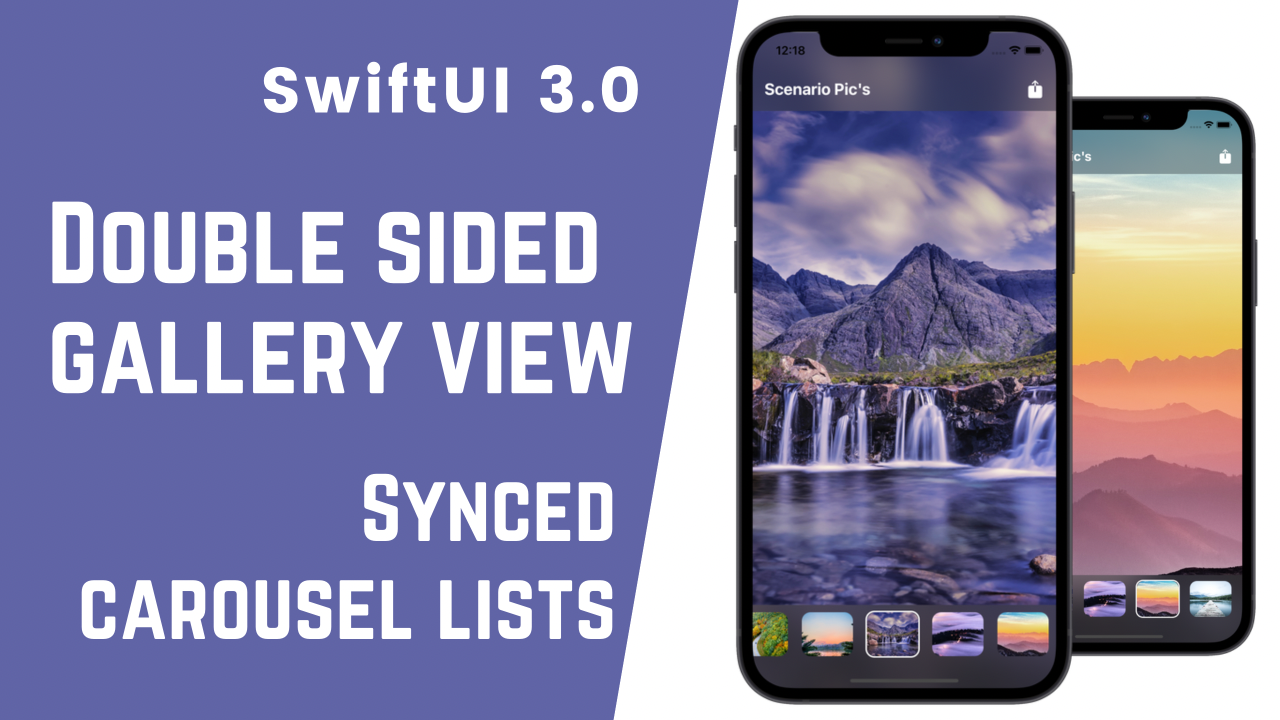 SwiftUI 3.0
Double sided
gallery view
Synced
carousel lists
12:18
Scenario Pic's
ic's